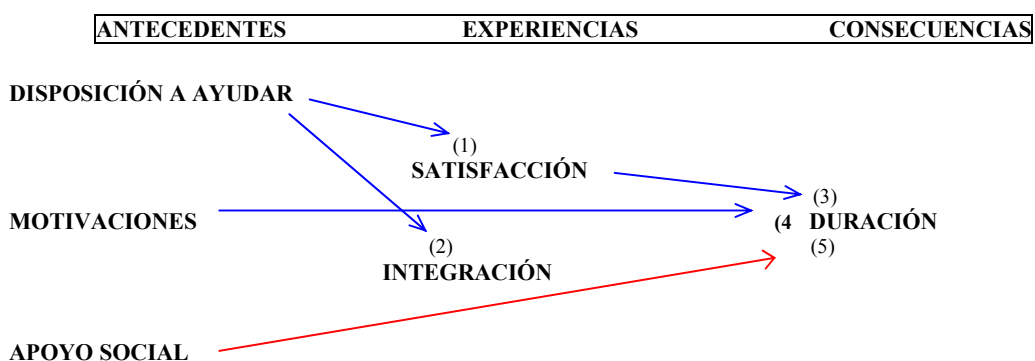 ANTECEDENTES EXPERIENCIAS CONSECUENCIAS
DISPOSICIÓN A AYUDAR
(1)
SATISFACCIÓN
(3)
MOTIVACIONES (4 DURACIÓN
(2) (5)
INTEGRACIÓN
APOYO SOCIAL